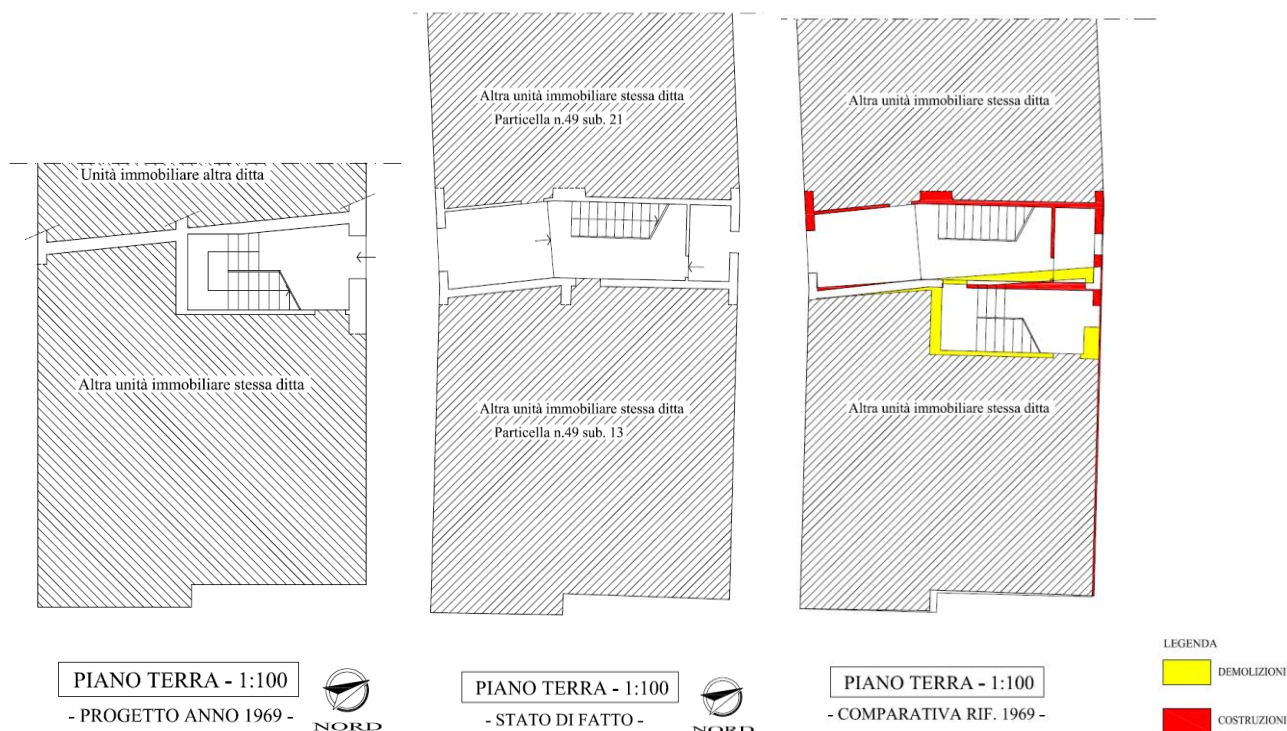 Unità immobiliare altra ditta
Altra unità immobiliare stessa ditta
PIANO TERRA - 1:100
- PROGETTO ANNO 1969 -
NORD
Altra unità immobiliare stessa ditta
Particella n.49 sub. 21
Altra unità immobiliare stessa ditta
Particella n.49 sub. 13
PIANO TERRA - 1:100
- STATO DI FATTO -
NORD
Altra unità immobiliare stessa ditta
Altra unità immobiliare stessa ditta
PIANO TERRA - 1:100
- COMPARATIVA RIF. 1969 -
LEGENDA
DEMOLIZIONI
COSTRUZIONI